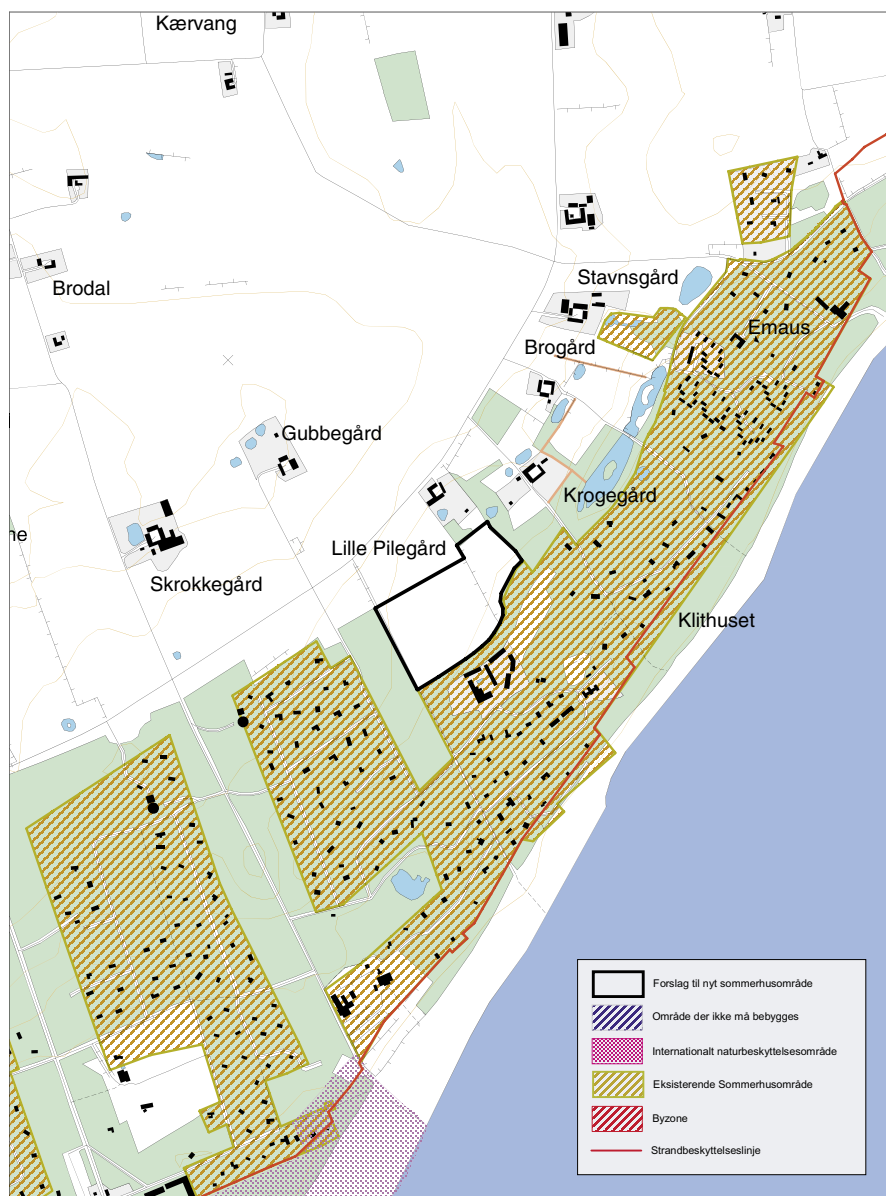 Kærvang
Brodal
Stavnsgård
Emaus
Brogård
Gubbegård
Krogegård
ne
Lille Pilegård
Skrokkegård
Klithuset
Forslag til nyt sommerhusområde
Område der ikke må bebygges
Internationalt naturbeskyttelsesområde
Eksisterende Sommerhusområde
Byzone
Strandbeskyttelseslinje